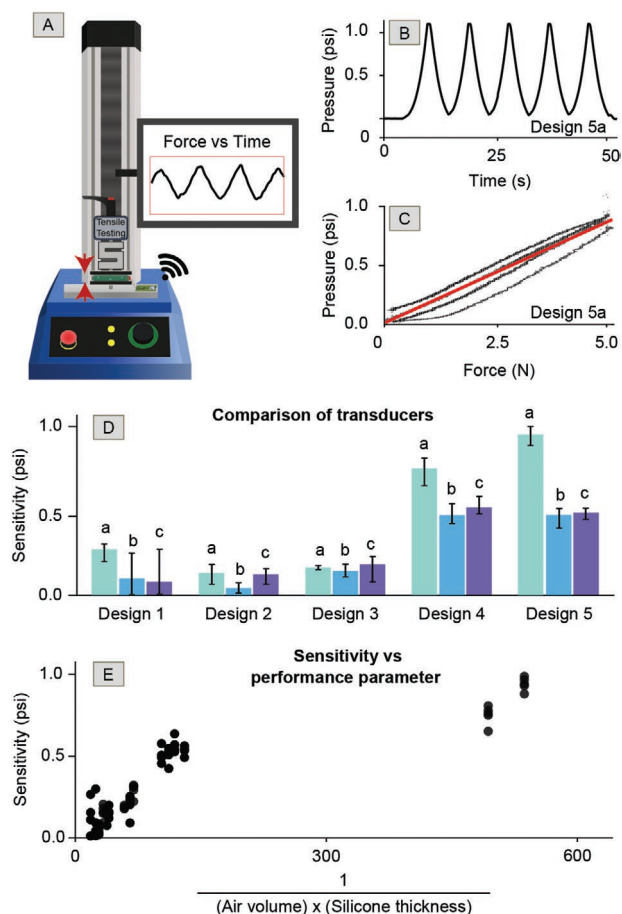 A
Force vs Time
Tensile
Testing
B
Pressure (psi)
1.0
0.5
0
Design 5a
0
25
50
Time (s)
C
Pressure (psi)
1.0
0.5
0.0
Design 5a
0
2.5
5.0
Force (N)
D
Comparison of transducers
Sensitivity (psi)
1.0
0.5
0.0
a
b
c
a
b
c
a
b
c
a
b
c
a
b
c
Design 1
Design 2
Design 3
Design 4
Design 5
E
Sensitivity vs
performance parameter
Sensitivity (psi)
1.0
0.5
0.0
0
300
600
1
(Air volume) x (Silicone thickness)